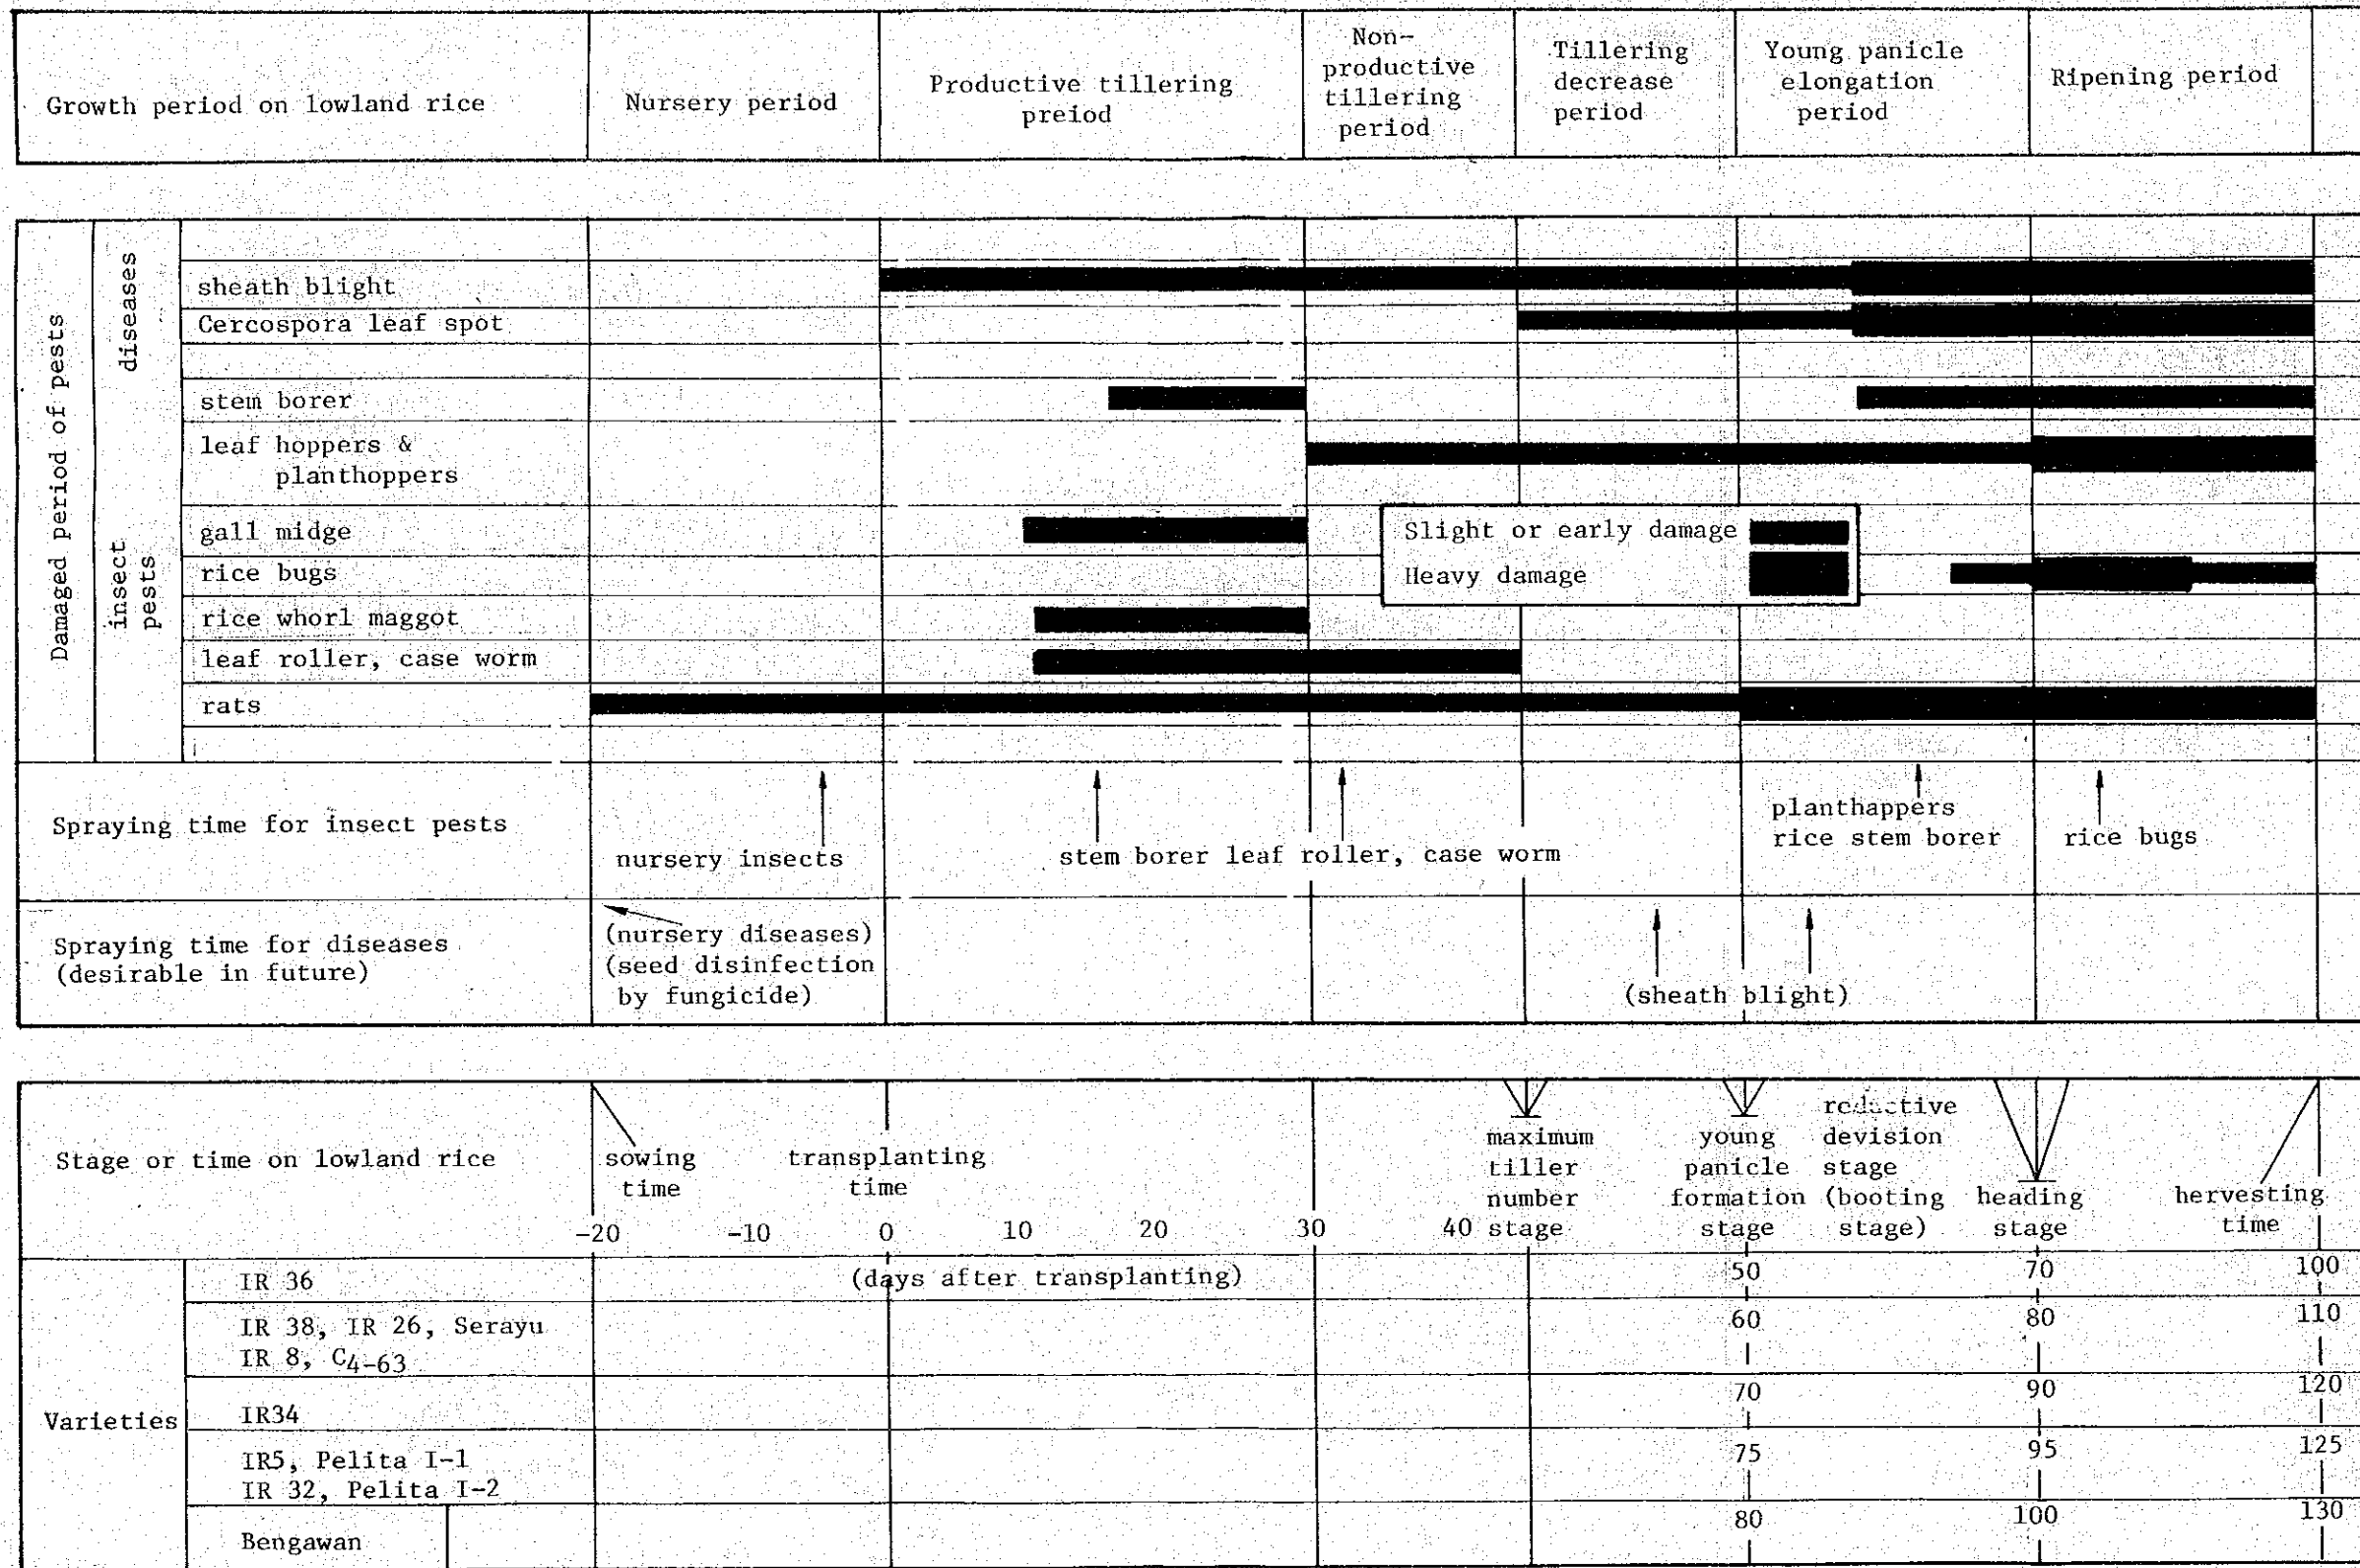 Growth period on lowland rice
Nursery period
Productive tillering
preiod
Non-
productive
tillering
period
Tillering
decrease
period
Young panicle
elongation
period
Ripening period
Damaged period of pests
diseases
sheath blight
Cercospora leaf spot
insect
pests
stem borer
leaf hoppers &
planthoppers
gall midge
rice bugs
rice whorl maggot
leaf roller, case worm
rats
Slight or early damage
Heavy damage
Spraying time for insect pests
nursery insects
stem borer leaf roller, case worm
planthappers
rice stem borer
rice bugs
Spraying time for diseases
(desirable in future)
(nursery diseases)
(seed disinfection
by fungicide)
(sheath blight)
Stage or time on lowland rice
sowing
time
transplanting
time
maximum
tiller
number
stage
young
panicle
formation
stage
devision
stage
(booting
stage)
heading
stage
hervesting
time
-20 -10 0 10 20 30 40
(days after transplanting)
Varieties
IR 36
50 70 100
IR 38, IR 26, Serayu
IR 8, C4-63
60 80 110
IR34
70 90 120
IR5, Pelita I-1
IR 32, Pelita I-2
75 95 125
Bengawan
80 100 130